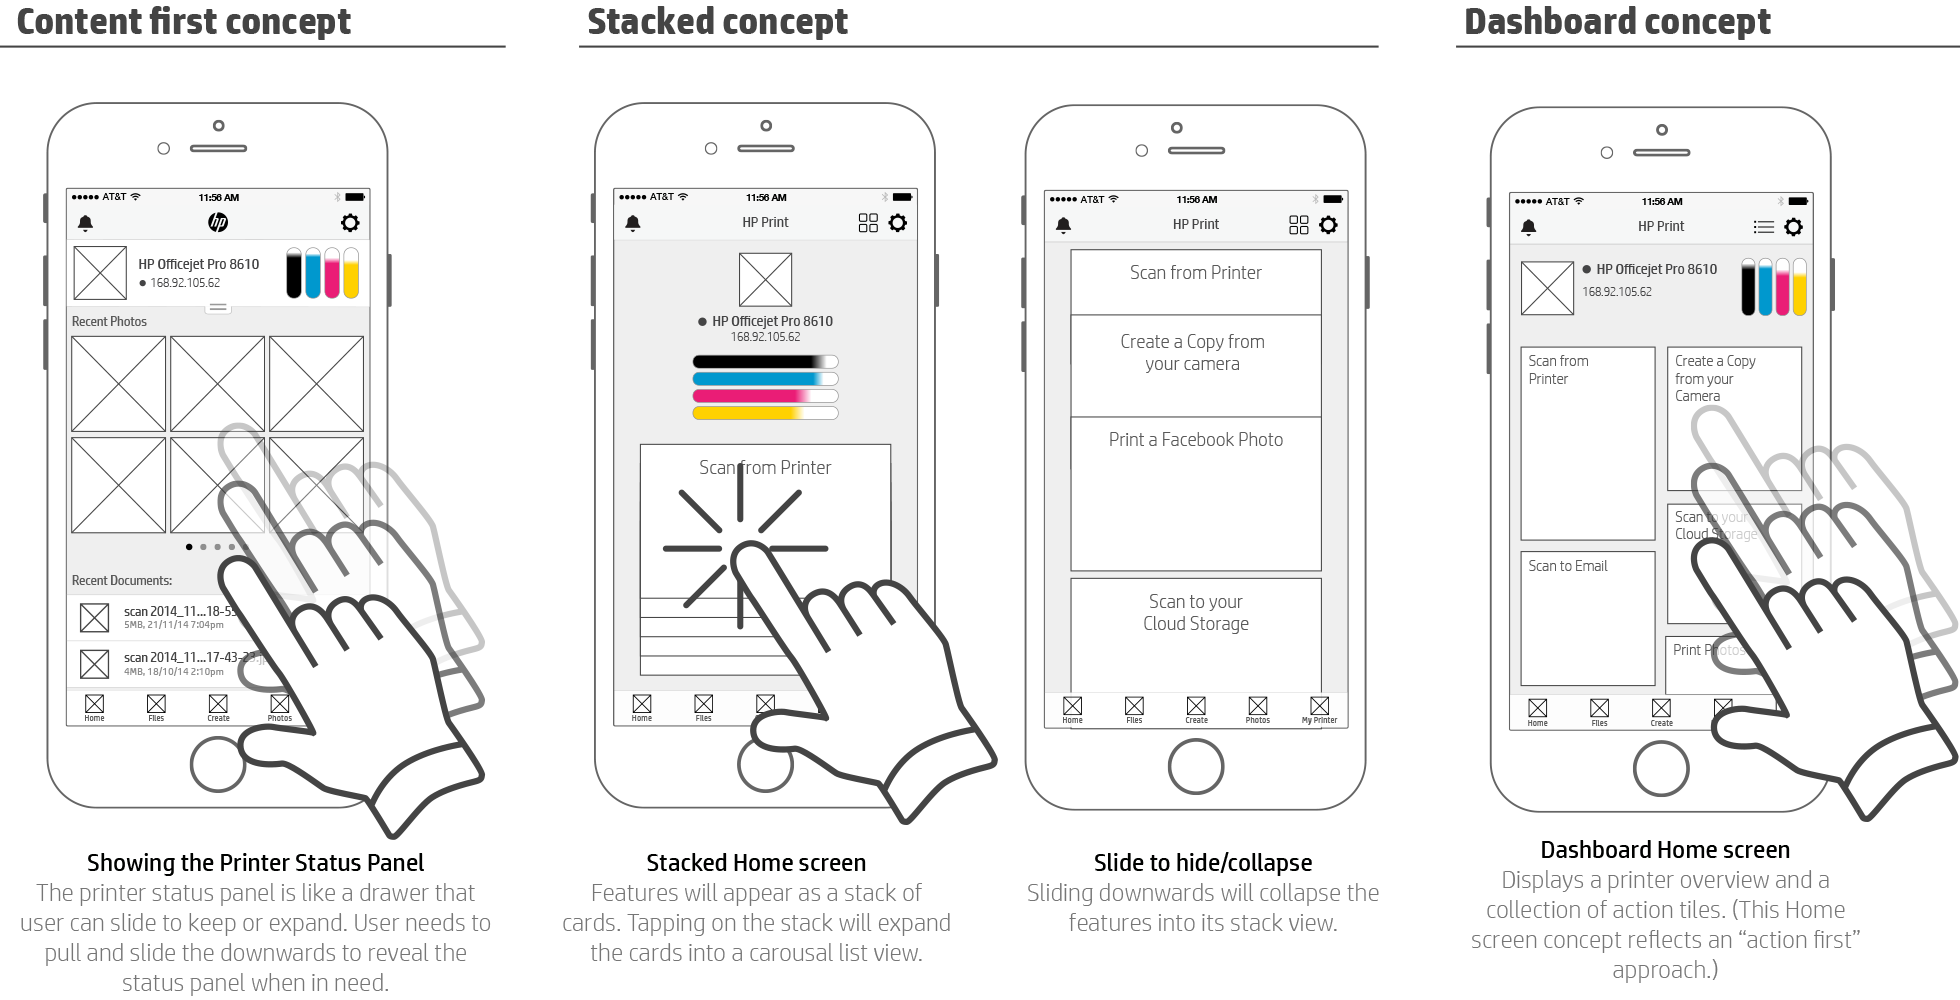 Content first concept
Stacked concept
Dashboard concept
AT&T
11:56 AM
hp
HP Officejet Pro 8610
168.92.105.62
Recent Photos
Recent Documents:
scan 2014_11...18-55
5MB, 21/11/14 7:04pm
scan 2014_11...17-43-23.j
4MB, 18/10/14 2:10pm
Home
Files
Create
Photos
Showing the Printer Status Panel
The printer status panel is like a drawer that
user can slide to keep or expand. User needs to
pull and slide the downwards to reveal the
status panel when in need.
AT&T
11:56 AM
HP Print
HP Officejet Pro 8610
168.92.105.62
Scan from Printer
Home
Files
Stacked Home screen
Features will appear as a stack of
cards. Tapping on the stack will expand
the cards into a carousal list view.
AT&T
11:56 AM
HP Print
Scan from Printer
Create a Copy from
your camera
Print a Facebook Photo
Scan to your
Cloud Storage
Home
Files
Create
Photos
My Printer
Slide to hide/collapse
Sliding downwards will collapse the
features into its stack view.
AT&T
11:56 AM
HP Print
HP Officejet Pro 8610
168.92.105.62
Scan from
Printer
Create a Copy
from your
Camera
Scan to your
Cloud Storage
Scan to Email
Print Photos
Home
Files
Create
Dashboard Home screen
Displays a printer overview and a
collection of action tiles. (This Home
screen concept reflects an “action first”
approach.)